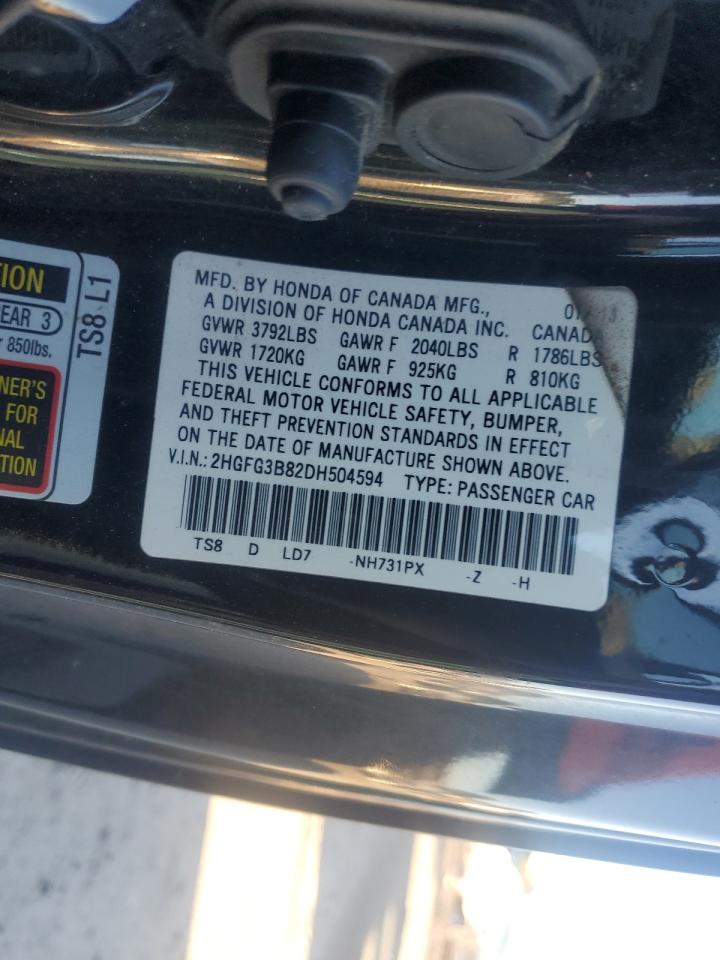 MFD. BY HONDA OF CANADA MFG.,
A DIVISION OF HONDA CANADA INC.
GVWR 3792LBS GAWR F 2040LBS R 1786LBS
GVWR 1720KG GAWR F 925KG R 810KG
THIS VEHICLE CONFORMS TO ALL APPLICABLE
FEDERAL MOTOR VEHICLE SAFETY, BUMPER,
AND THEFT PREVENTION STANDARDS IN EFFECT
ON THE DATE OF MANUFACTURE SHOWN ABOVE.
V.I.N.: 2HGFG3B82DH504594 TYPE: PASSENGER CAR
TS8 D LD7 -NH731PX -Z -H
TION
EAR 3
850lbs.
NER'S
FOR
NAL
TION
TS8 L1